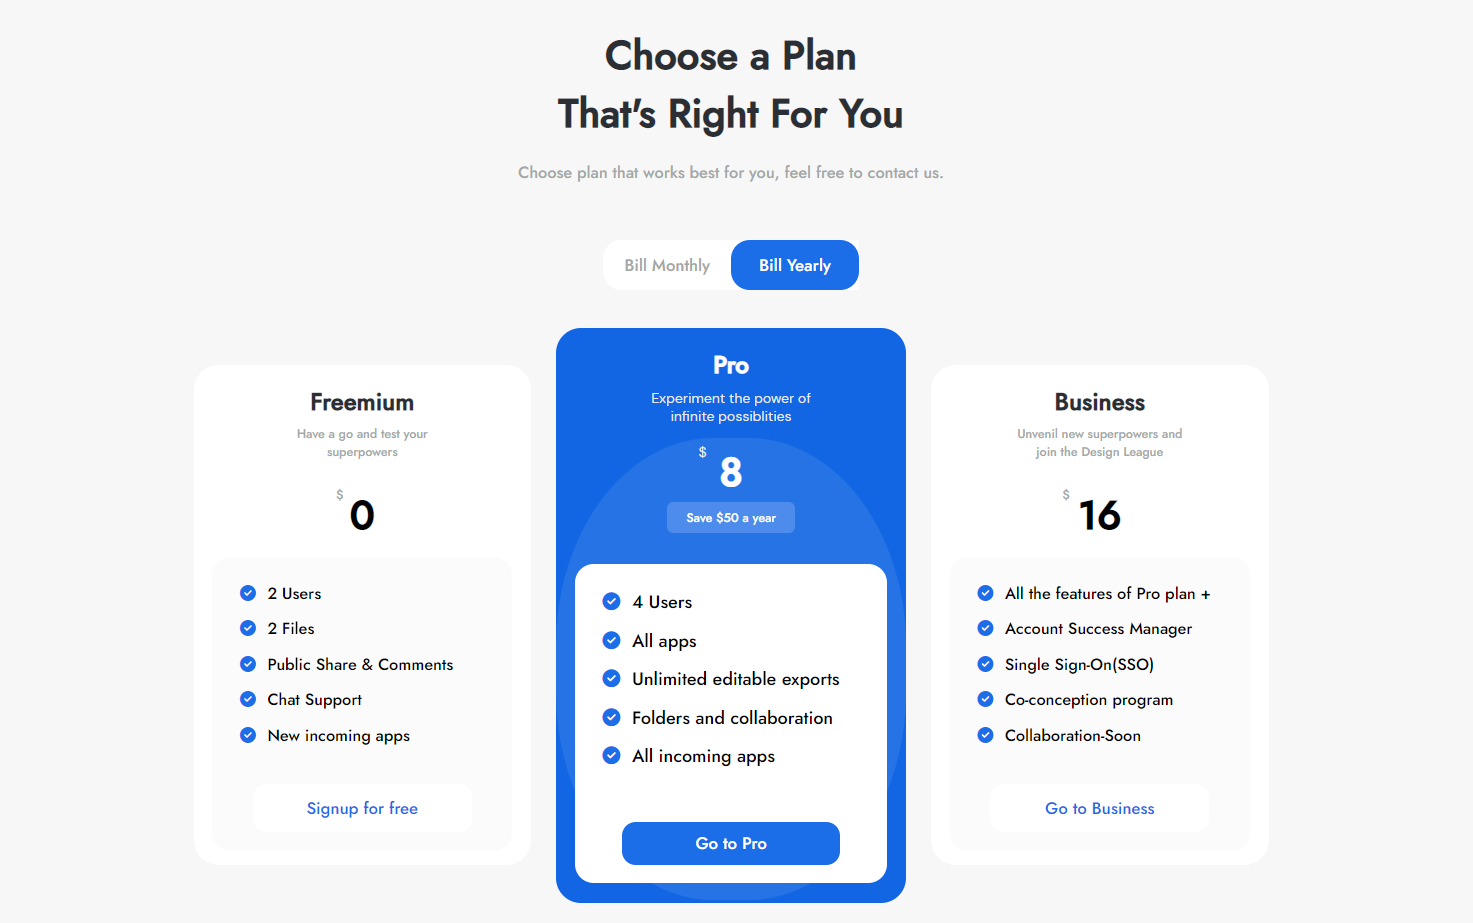 Choose a Plan
That's Right For You
Choose plan that works best for you, feel free to contact us.
Bill Monthly
Bill Yearly
Freemium
Have a go and test your
superpowers
$
0
2 Users
2 Files
Public Share & Comments
Chat Support
New incoming apps
Signup for free
Pro
Experiment the power of
infinite possiblities
$
8
Save $50 a year
4 Users
All apps
Unlimited editable exports
Folders and collaboration
All incoming apps
Go to Pro
Business
Unvenil new superpowers and
join the Design League
$
16
All the features of Pro plan +
Account Success Manager
Single Sign-On(SSO)
Co-conception program
Collaboration-Soon
Go to Business